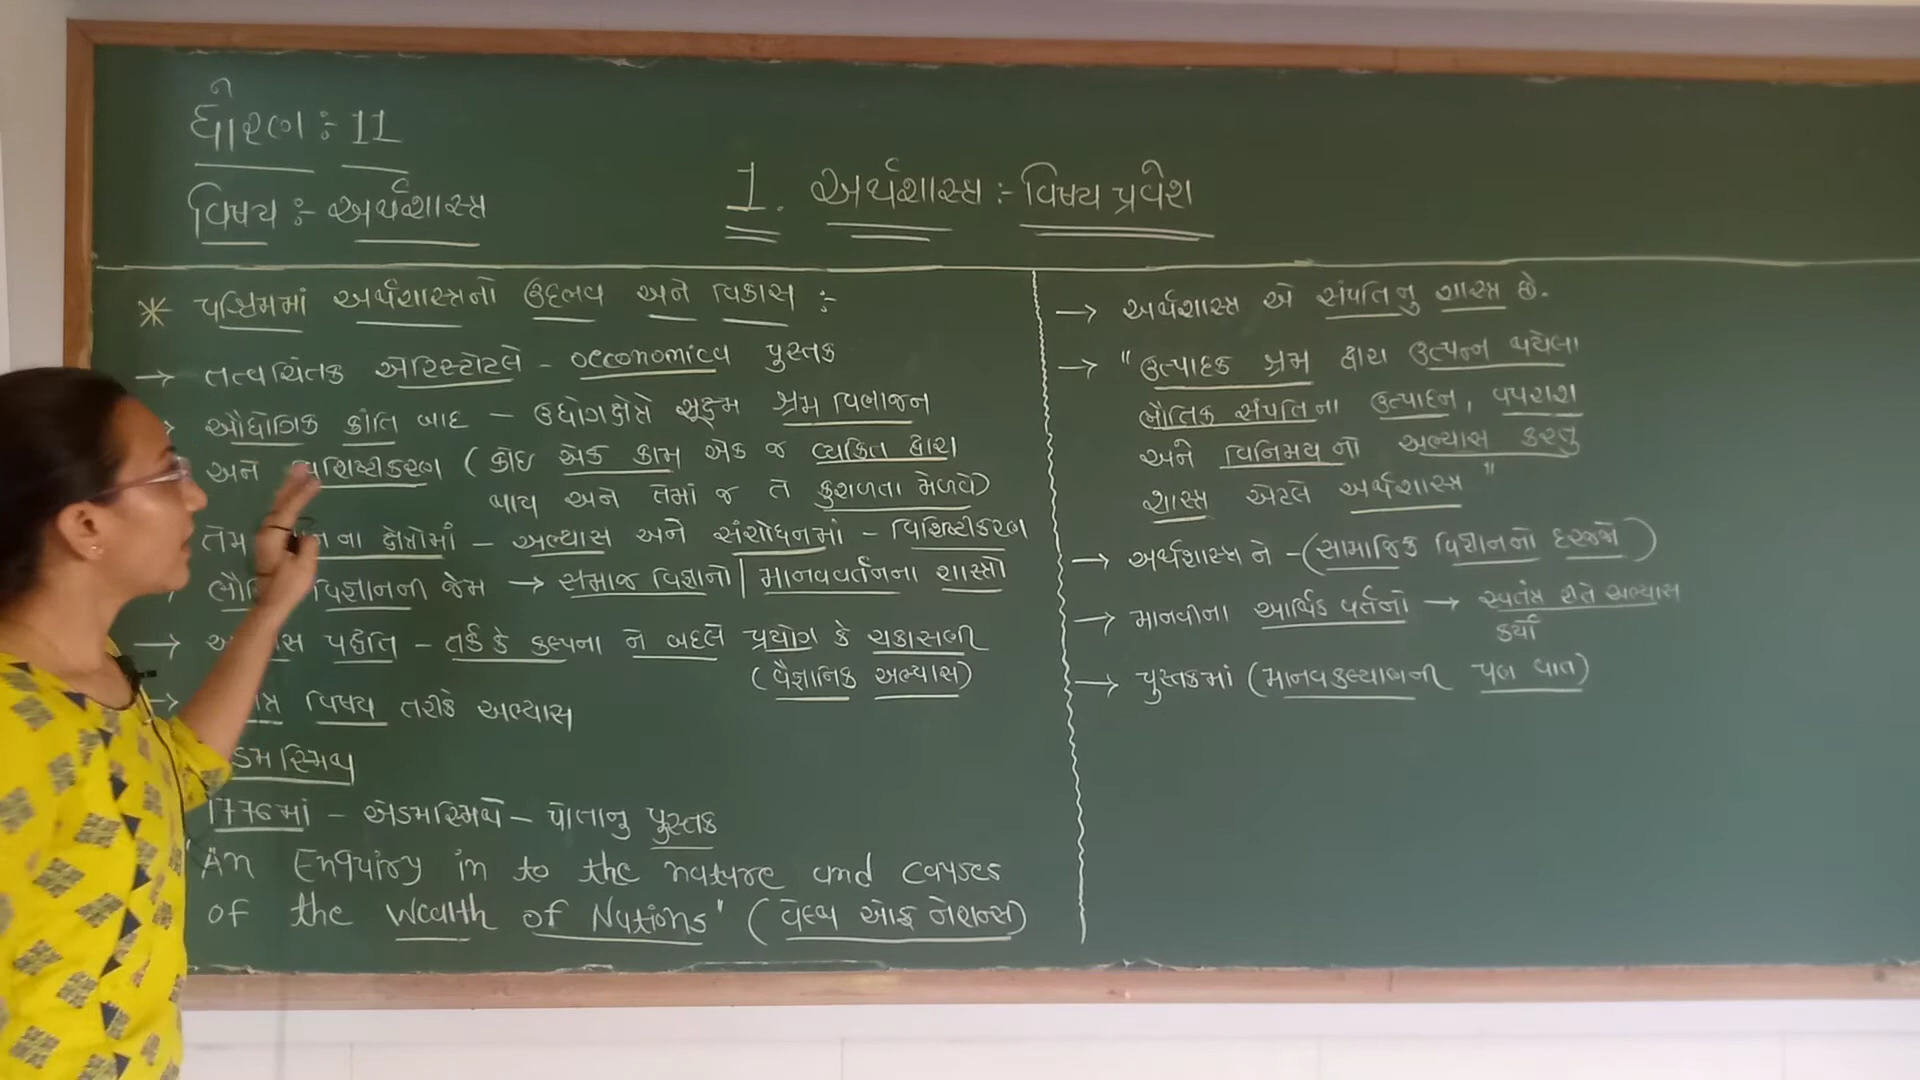 ધોરણ :- 11
વિષય :- અર્થશાસ્ત્ર
1. અર્થશાસ્ત્ર :- વિષય પ્રવેશ
* પશ્ચિમમાં અર્થશાસ્ત્રનો ઉદ્દભવ અને વિકાસ :-
→ તત્વચિંતક એરિસ્ટોટલે - oeconomica પુસ્તક
ઔદ્યોગિક ક્રાંતિ બાદ - ઉદ્યોગક્ષેત્રે સૂક્ષ્મ શ્રમ વિભાજન
અને વિશિષ્ટીકરણ (કોઈ એક કામ એક જ વ્યકિત દ્વારા
થાય અને તેમાં જ તે કુશળતા મેળવે)
તેમ ના ક્ષેત્રોમાં - અભ્યાસ અને સંશોધનમાં - વિશિષ્ટીકરણ
વિજ્ઞાનની જેમ → સમાજ વિજ્ઞાનો | માનવવર્તનના શાસ્ત્રો
→ પદ્ધતિ - તર્ક કે કલ્પના ને બદલે પ્રયોગ કે ચકાસણી
(વૈજ્ઞાનિક અભ્યાસ)
વિષય તરીકે અભ્યાસ
ડમસ્મિથ
1776માં - એડમસ્મિથે - પોતાનુ પુસ્તક
"An Enquiry in to the nature and causes
of the Wealth of Nations" (વેલ્થ ઓફ નેશન્સ)
→ અર્થશાસ્ત્ર એ સંપતિનુ શાસ્ત્ર છે.
→ "ઉત્પાદક શ્રમ દ્વારા ઉત્પન્ન થયેલા
ભૌતિક સંપતિના ઉત્પાદન, વપરાશ
અને વિનિમય નો અભ્યાસ કરતુ
શાસ્ત્ર એટલે અર્થશાસ્ત્ર"
→ અર્થશાસ્ત્ર ને - (સામાજિક વિજ્ઞાનનો દરજ્જો)
→ માનવીના આર્થિક વર્તનો → સ્વતંત્ર રીતે અભ્યાસ
કર્યો
→ પુસ્તકમાં (માનવકલ્યાણની પણ વાત)